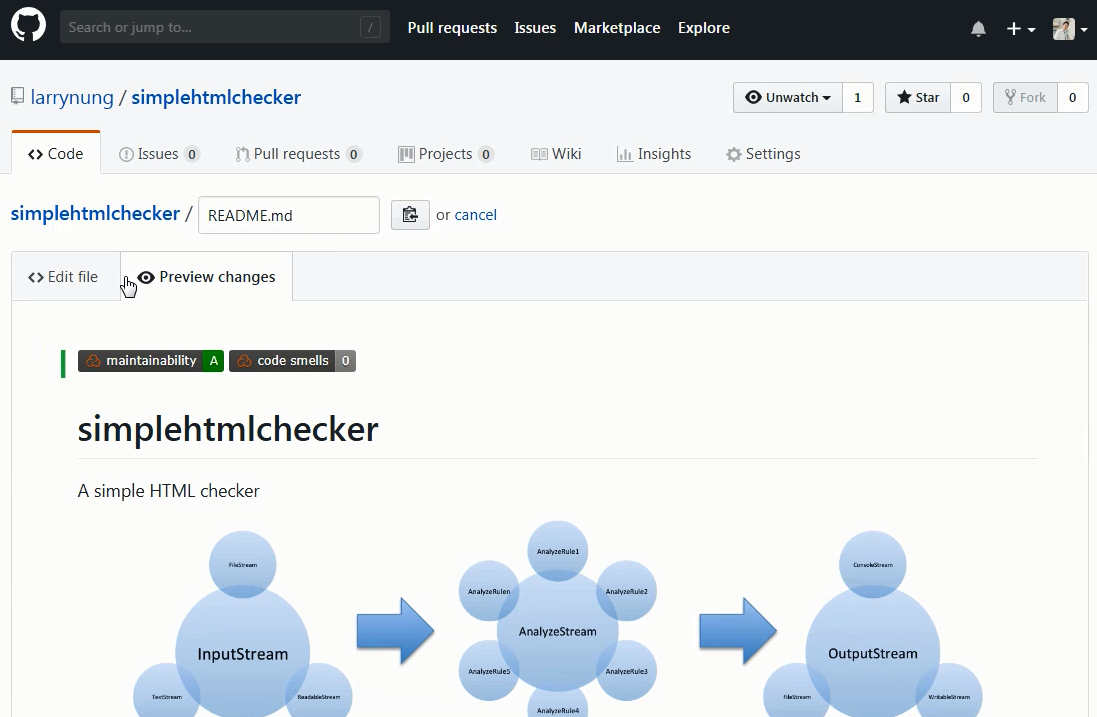 Search or jump to... /
Pull requests Issues Marketplace Explore
larrynung / simplehtmlchecker
Unwatch 1 Star 0 Fork 0
Code Issues 0 Pull requests 0 Projects 0 Wiki Insights Settings
simplehtmlchecker / README.md or cancel
Edit file Preview changes
maintainability A code smells 0
simplehtmlchecker
A simple HTML checker
FileStream
InputStream
TextStream ReadableStream
AnalyzeRule1
AnalyzeRulen AnalyzeRule2
AnalyzeStream
AnalyzeRule5 AnalyzeRule3
AnalyzeRule4
ConsoleStream
OutputStream
FileStream WritableStream